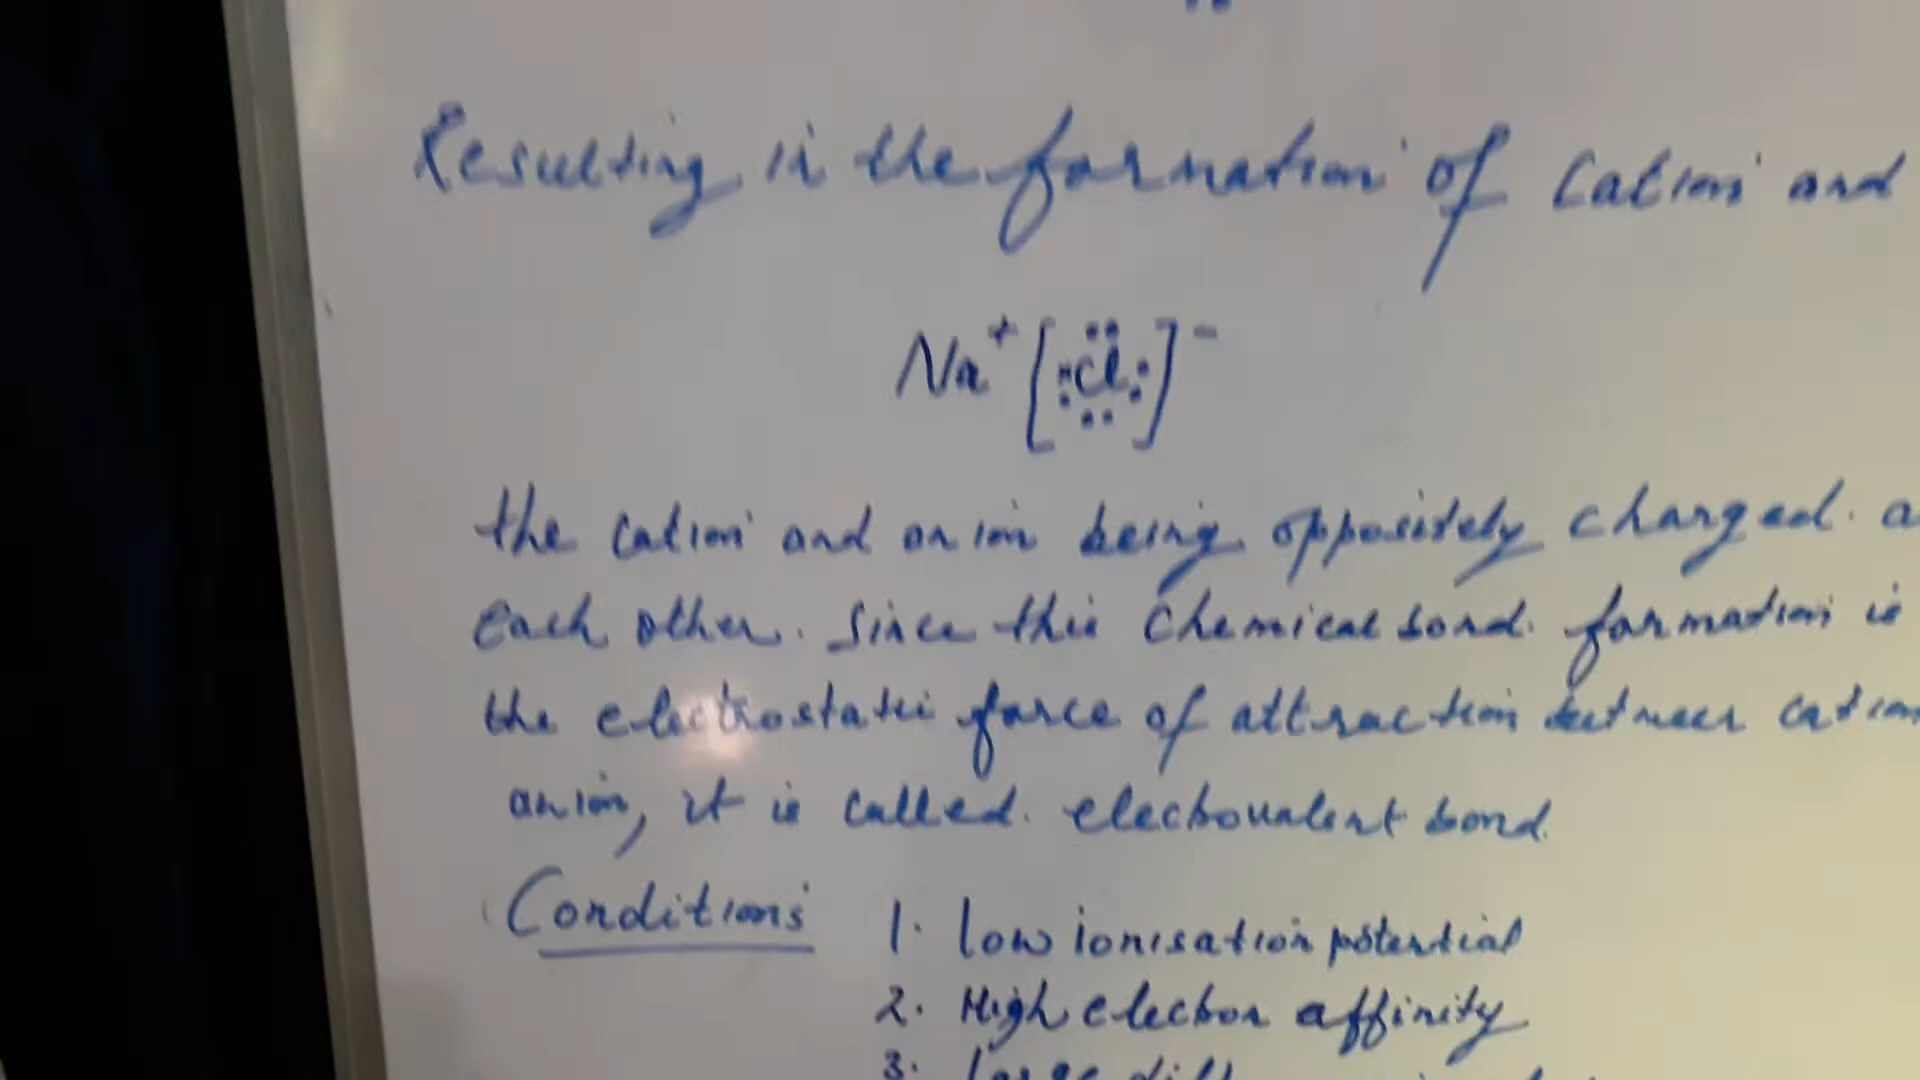 Resulting in the formation of Cation and
Na⁺ [:Cl:]⁻
the cation and anion being oppositely charged. a
each other. Since this Chemical bond. formation is
the electrostatic force of attraction between cation
anion, it is called. electrovalent bond.
Conditions 1. low ionisation potential
2. High electron affinity
3. large